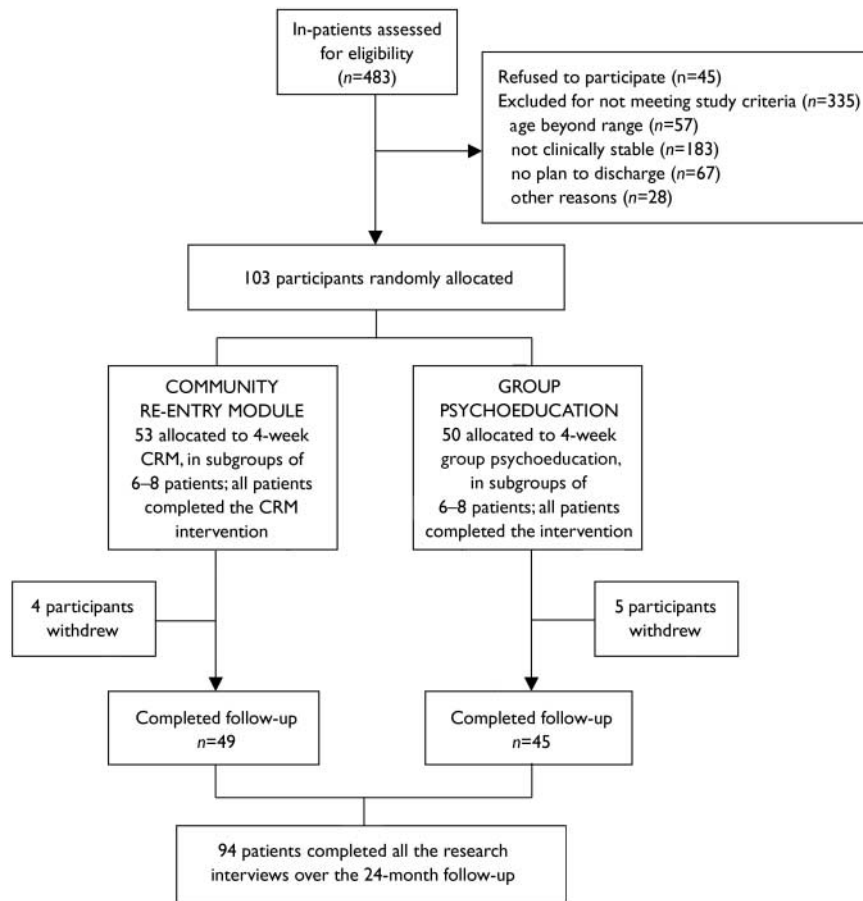 In-patients assessed
for eligibility
(n=483)
Refused to participate (n=45)
Excluded for not meeting study criteria (n=335)
age beyond range (n=57)
not clinically stable (n=183)
no plan to discharge (n=67)
other reasons (n=28)
103 participants randomly allocated
COMMUNITY
RE-ENTRY MODULE
53 allocated to 4-week
CRM, in subgroups of
6–8 patients; all patients
completed the CRM
intervention
GROUP
PSYCHOEDUCATION
50 allocated to 4-week
group psychoeducation,
in subgroups of
6–8 patients; all patients
completed the intervention
4 participants
withdrew
5 participants
withdrew
Completed follow-up
n=49
Completed follow-up
n=45
94 patients completed all the research
interviews over the 24-month follow-up